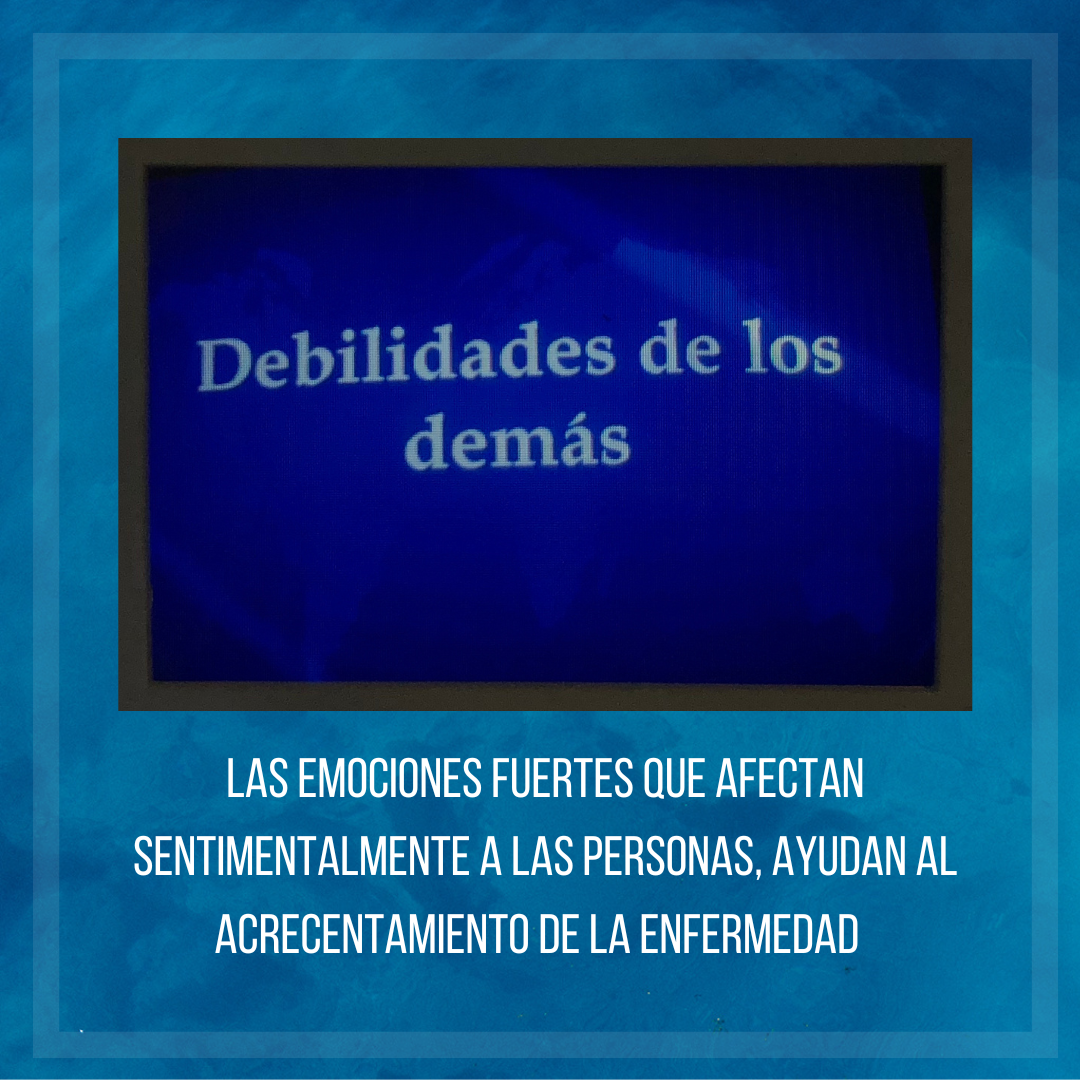 Debilidades de los
demás
LAS EMOCIONES FUERTES QUE AFECTAN
SENTIMENTALMENTE A LAS PERSONAS, AYUDAN AL
ACRECENTAMIENTO DE LA ENFERMEDAD